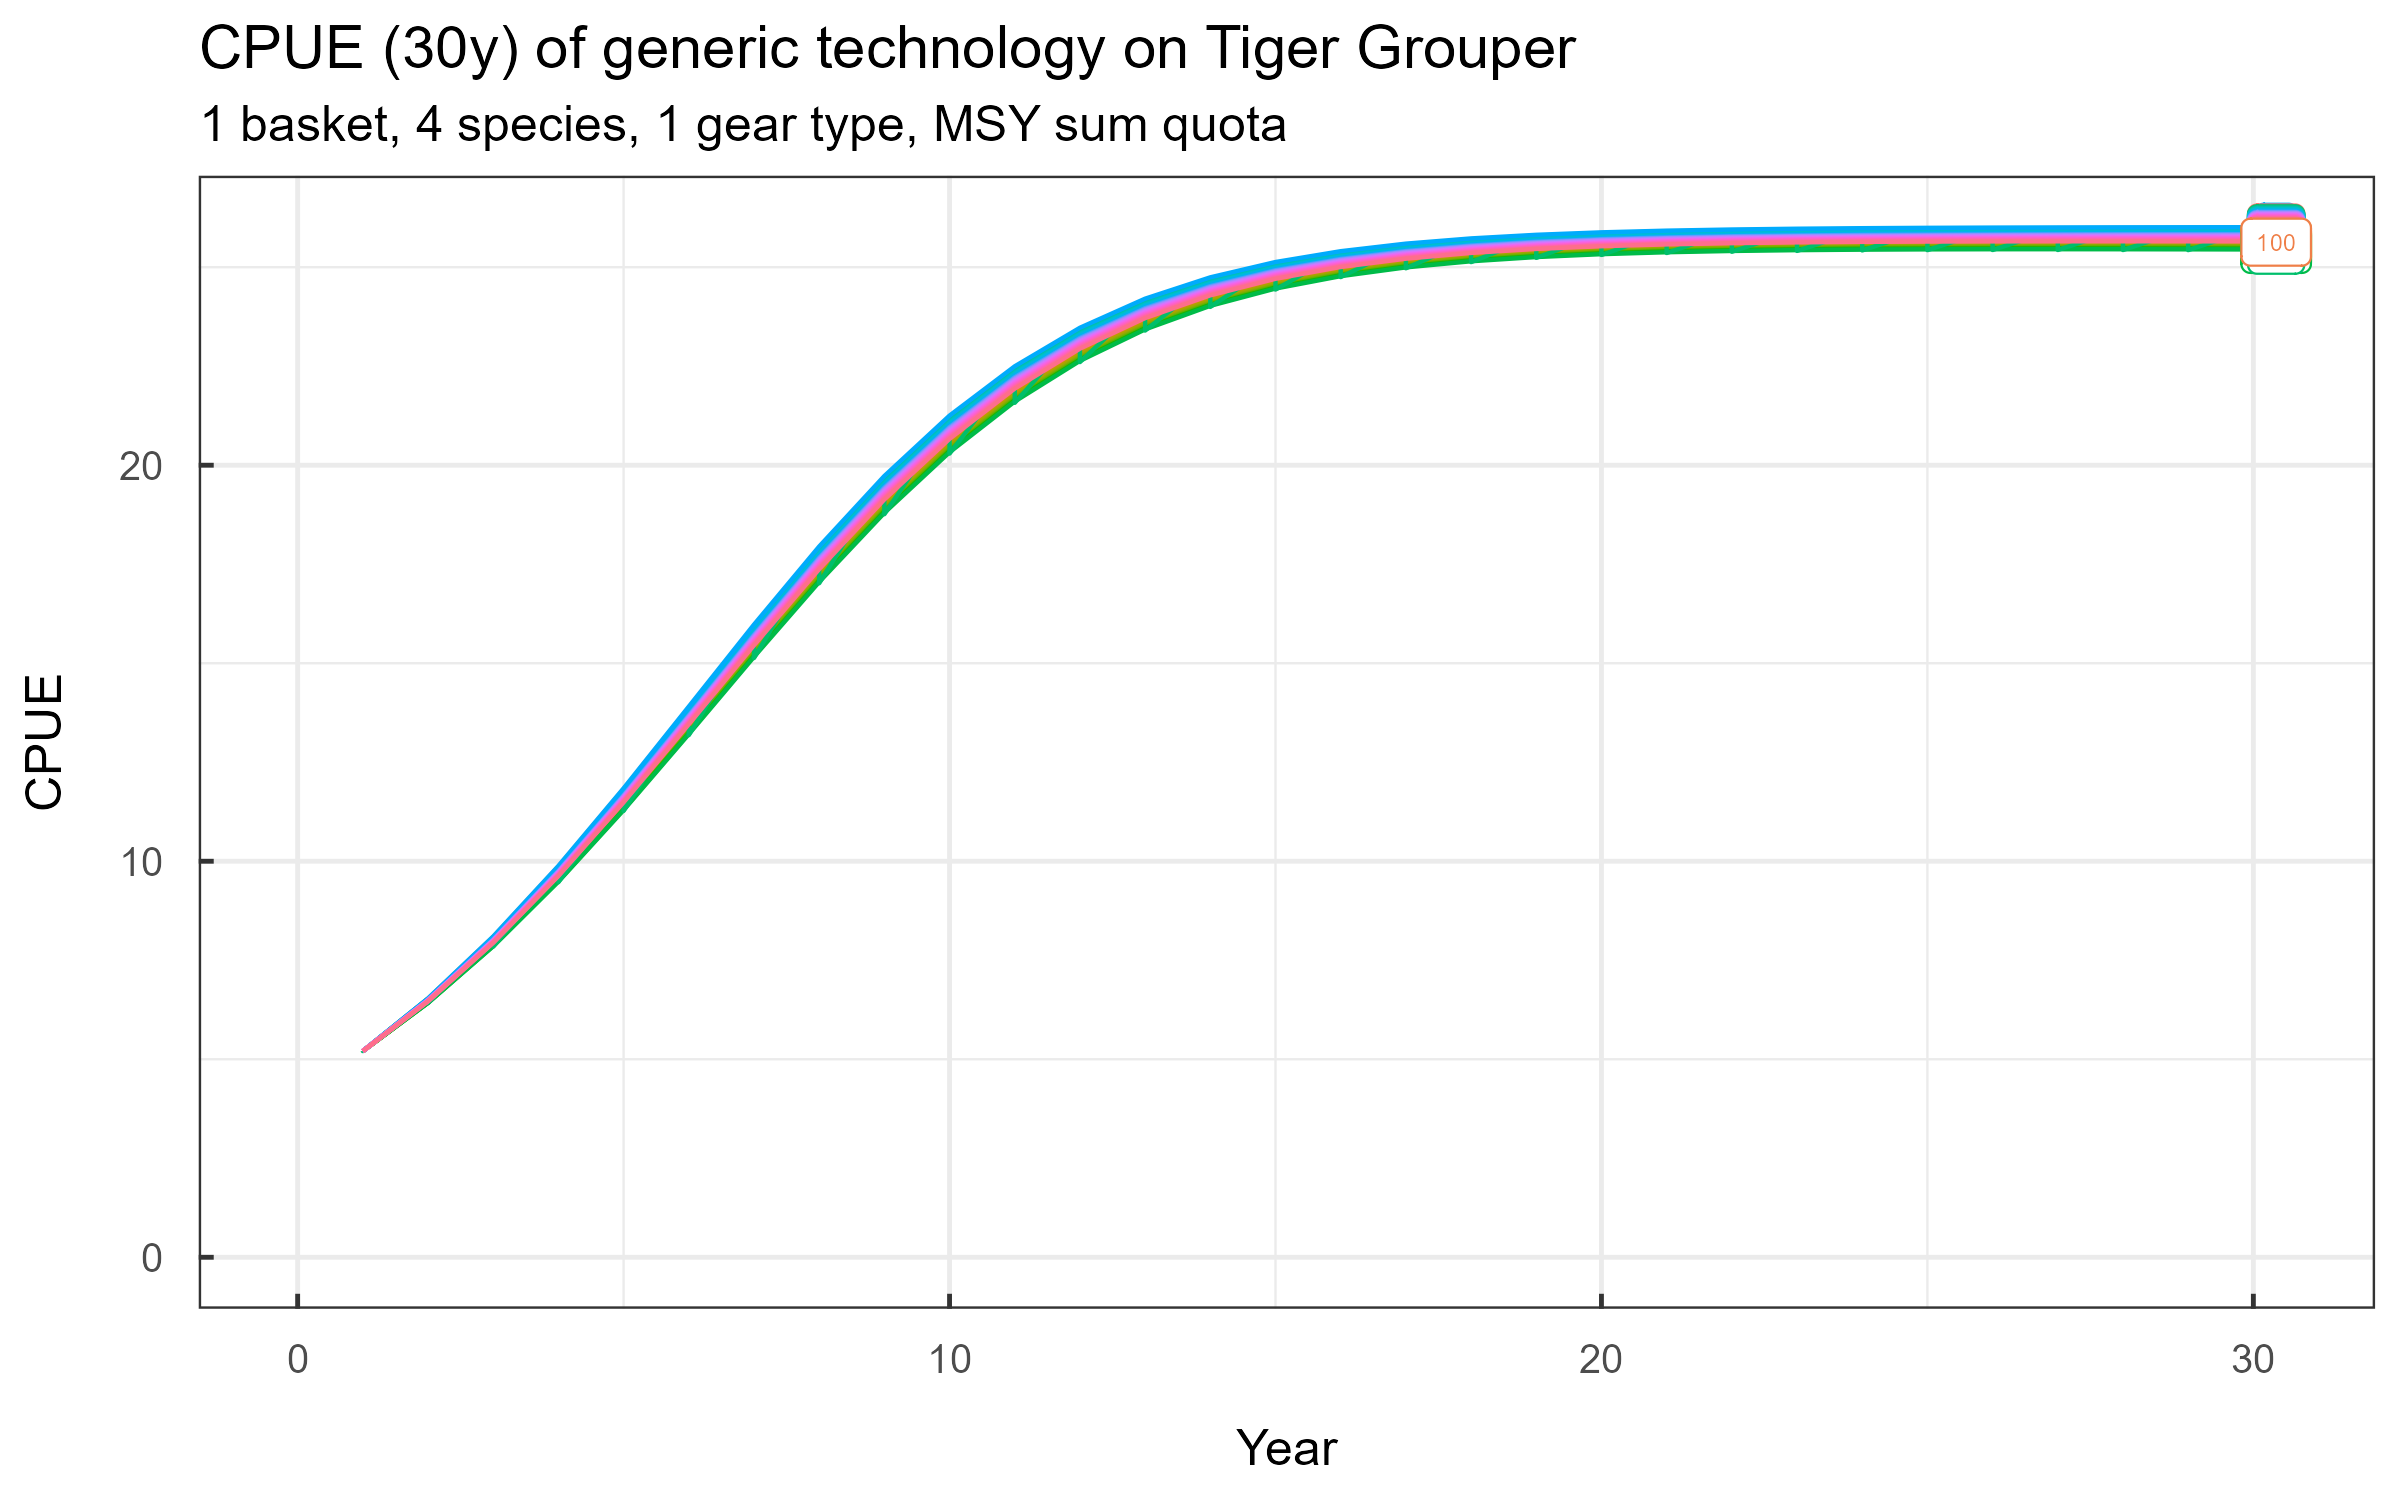 CPUE (30y) of generic technology on Tiger Grouper
1 basket, 4 species, 1 gear type, MSY sum quota
100
20
10
0
CPUE
0 10 20 30
Year